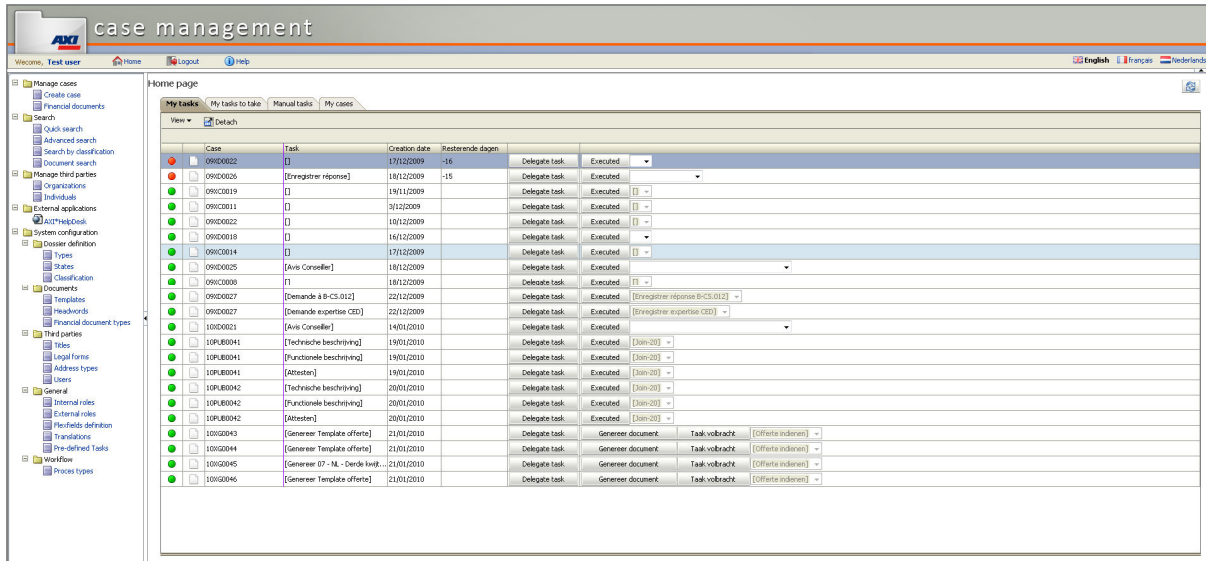 AXI case management
Wecome, Test user Home Logout Help English français Nederlands
Manage cases
Create case
Financial documents
Search
Quick search
Advanced search
Search by classification
Document search
Manage third parties
Organizations
Individuals
External applications
AXI*HelpDesk
System configuration
Dossier definition
Types
States
Classification
Documents
Templates
Headwords
Financial document types
Third parties
Titles
Legal forms
Address types
Users
General
Internal roles
External roles
Flexfields definition
Translations
Pre-defined Tasks
Workflow
Proces types
Home page
My tasks My tasks to take Manual tasks My cases
View Detach
Case Task Creation date Resterende dagen
09XD0022 [] 17/12/2009 -16 Delegate task Executed
09XD0026 [Enregistrer réponse] 18/12/2009 -15 Delegate task Executed
09XC0019 [] 19/11/2009 Delegate task Executed []
09XC0011 [] 3/12/2009 Delegate task Executed []
09XD0022 [] 10/12/2009 Delegate task Executed []
09XD0018 [] 16/12/2009 Delegate task Executed
09XC0014 [] 17/12/2009 Delegate task Executed []
09XD0025 [Avis Conseiller] 18/12/2009 Delegate task Executed
09XC0008 [] 18/12/2009 Delegate task Executed []
09XD0027 [Demande à B-CS.012] 22/12/2009 Delegate task Executed [Enregistrer réponse B-CS.012]
09XD0027 [Demande expertise CED] 22/12/2009 Delegate task Executed [Enregistrer expertise CED]
10XD0021 [Avis Conseiller] 14/01/2010 Delegate task Executed
10PUB0041 [Technische beschrijving] 19/01/2010 Delegate task Executed [Join-20]
10PUB0041 [Functionele beschrijving] 19/01/2010 Delegate task Executed [Join-20]
10PUB0041 [Attesten] 19/01/2010 Delegate task Executed [Join-20]
10PUB0042 [Technische beschrijving] 20/01/2010 Delegate task Executed [Join-20]
10PUB0042 [Functionele beschrijving] 20/01/2010 Delegate task Executed [Join-20]
10PUB0042 [Attesten] 20/01/2010 Delegate task Executed [Join-20]
10XG0043 [Genereer Template offerte] 21/01/2010 Delegate task Genereer document Taak volbracht [Offerte indienen]
10XG0044 [Genereer Template offerte] 21/01/2010 Delegate task Genereer document Taak volbracht [Offerte indienen]
10XG0045 [Genereer 07 - NL - Derde kwijt... 21/01/2010 Delegate task Genereer document Taak volbracht [Offerte indienen]
10XG0046 [Genereer Template offerte] 21/01/2010 Delegate task Genereer document Taak volbracht [Offerte indienen]